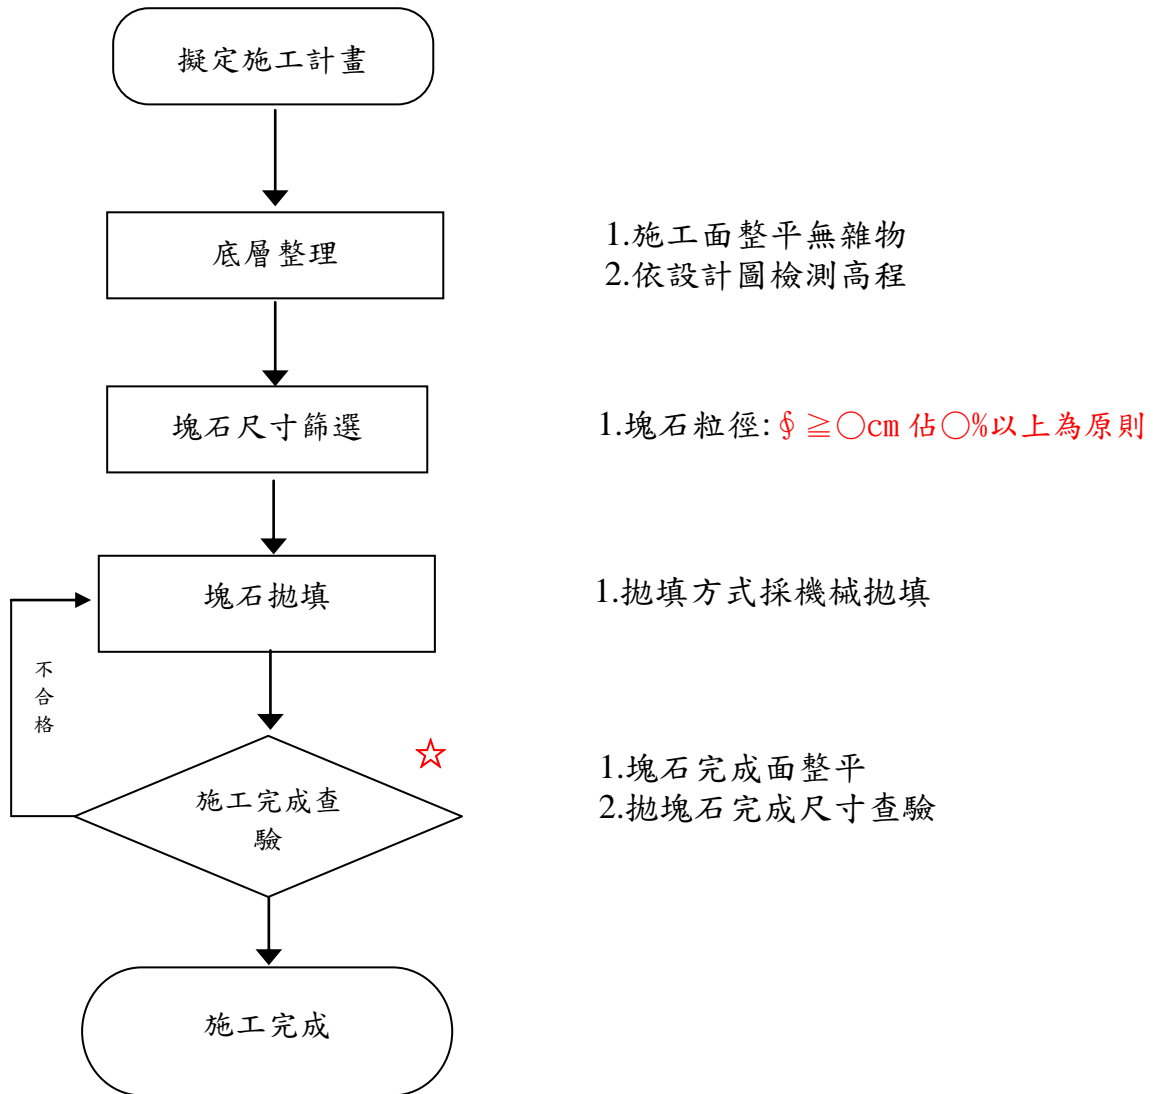 擬定施工計畫
底層整理
1.施工面整平無雜物
2.依設計圖檢測高程
塊石尺寸篩選
1.塊石粒徑:∮≧○cm 佔○%以上為原則
塊石拋填
1.拋填方式採機械拋填
不
合
格
☆
施工完成查
驗
1.塊石完成面整平
2.拋塊石完成尺寸查驗
施工完成